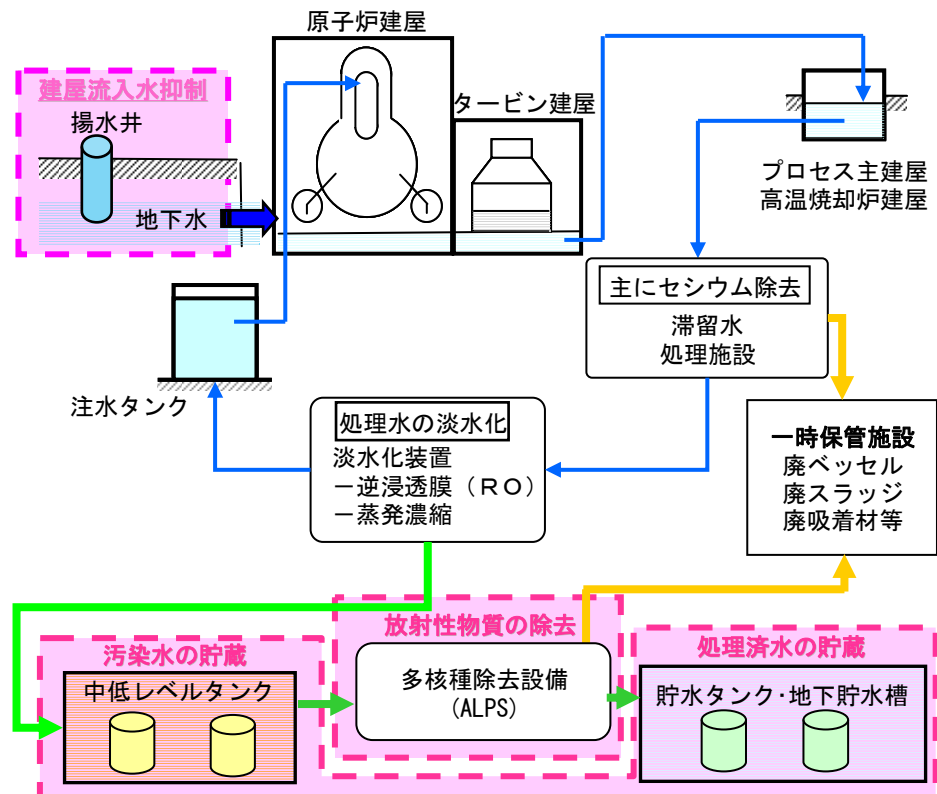 原子炉建屋
建屋流入水抑制
揚水井
地下水
タービン建屋
プロセス主建屋
高温焼却炉建屋
主にセシウム除去
滞留水
処理施設
注水タンク
処理水の淡水化
淡水化装置
－逆浸透膜（ＲＯ）
－蒸発濃縮
一時保管施設
廃ベッセル
廃スラッジ
廃吸着材等
汚染水の貯蔵
中低レベルタンク
放射性物質の除去
多核種除去設備
(ALPS)
処理済水の貯蔵
貯水タンク・地下貯水槽